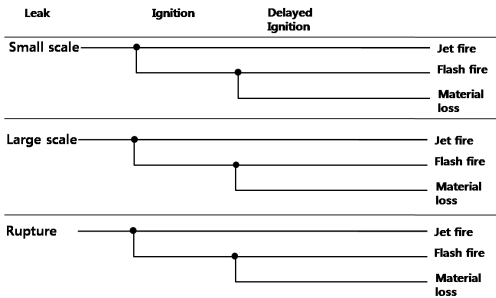 Leak Ignition Delayed
Ignition
Small scale Jet fire
Flash fire
Material
loss
Large scale Jet fire
Flash fire
Material
loss
Rupture Jet fire
Flash fire
Material
loss